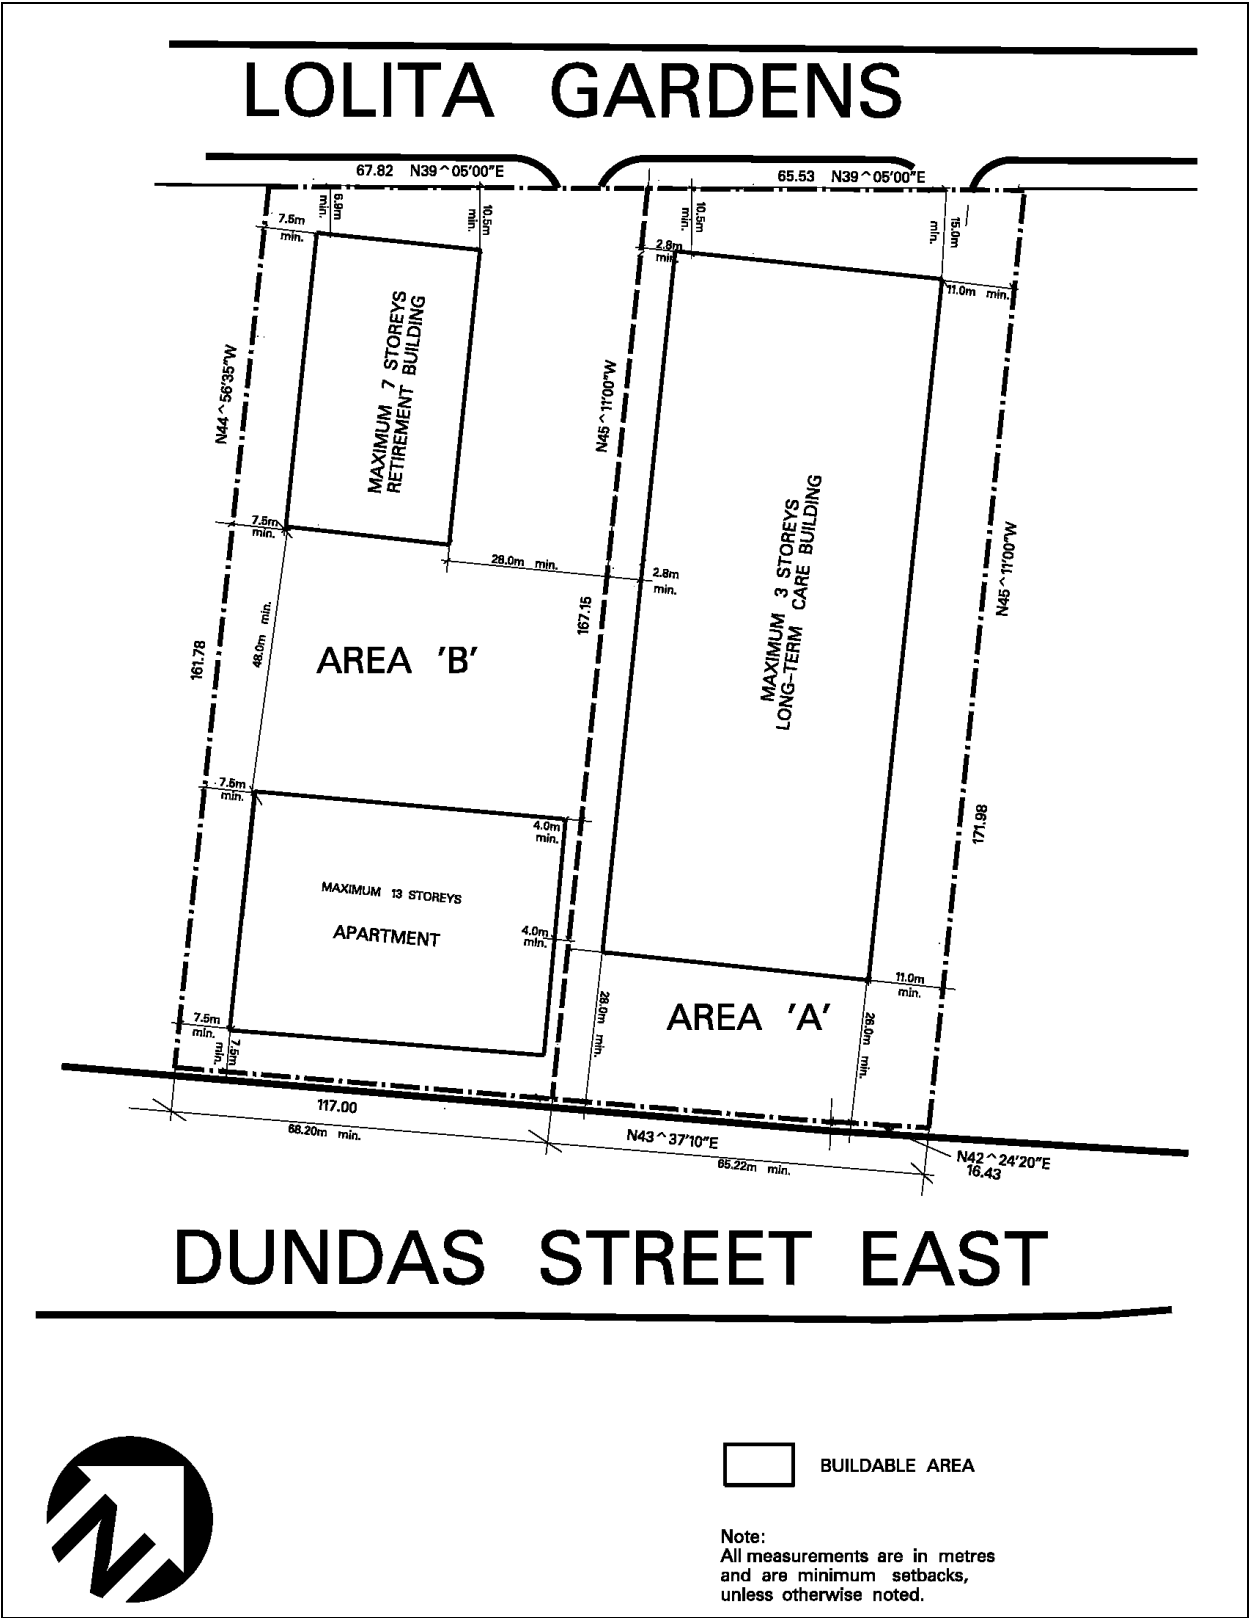 LOLITA GARDENS
67.82 N39^05'00"E
65.53 N39^05'00"E
6.9m
min.
10.5m
min.
10.5m
min.
15.0m
min.
7.5m
min.
2.8m
min.
11.0m min.
MAXIMUM 7 STOREYS
RETIREMENT BUILDING
N44^56'35"W
N45^11'00"W
MAXIMUM 3 STOREYS
LONG-TERM CARE BUILDING
N45^11'00"W
7.5m
min.
28.0m min.
2.8m
min.
167.15
161.78
48.0m min.
AREA 'B'
7.5m
min.
4.0m
min.
171.98
MAXIMUM 13 STOREYS
APARTMENT
4.0m
min.
11.0m
min.
AREA 'A'
7.5m
min.
7.5m
min.
min.
26.0m min.
117.00
68.20m min.
N43^37'10"E
65.22m min.
N42^24'20"E
16.43
DUNDAS STREET EAST
N
BUILDABLE AREA
Note:
All measurements are in metres
and are minimum setbacks,
unless otherwise noted.